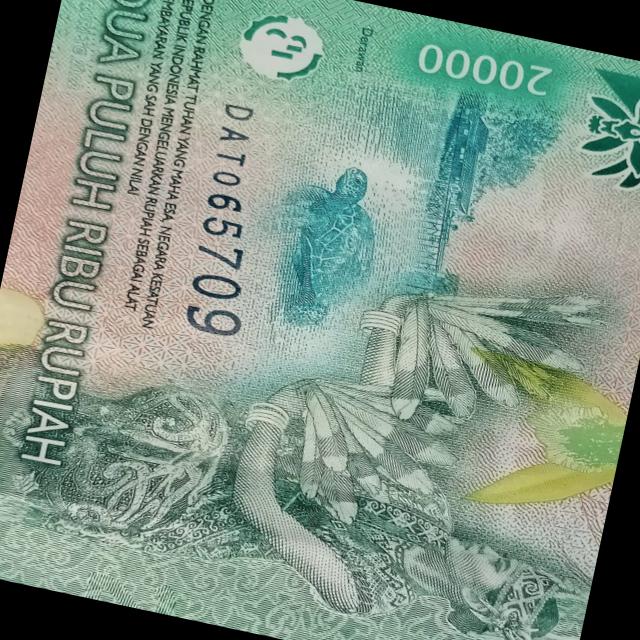 20000
Derawan
DAT065709
DENGAN RAHMAT TUHAN YANG MAHA ESA, NEGARA KESATUAN
REPUBLIK INDONESIA MENGELUARKAN RUPIAH SEBAGAI ALAT
PEMBAYARAN YANG SAH DENGAN NILAI
DUA PULUH RIBU RUPIAH